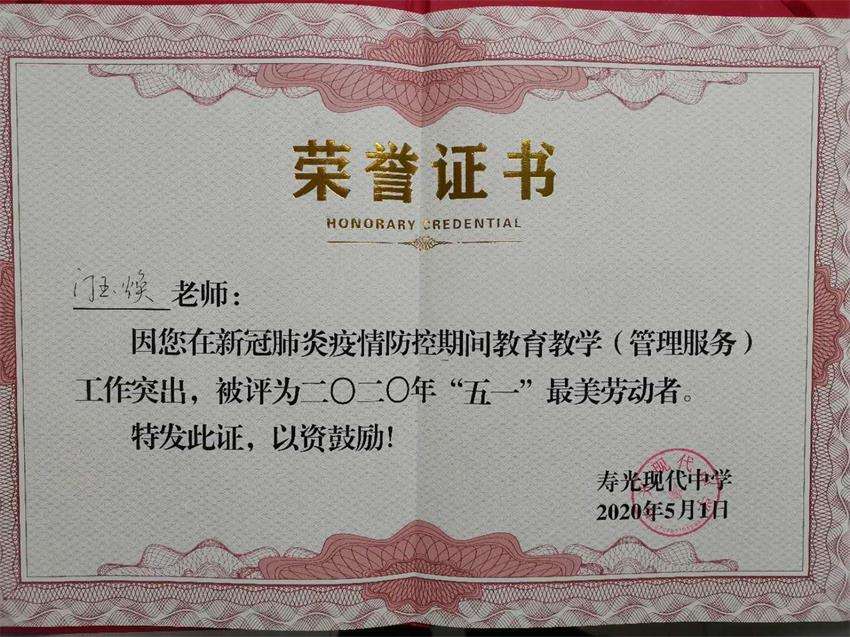 荣誉证书
HONORARY CREDENTIAL
门玉焕 老师：
因您在新冠肺炎疫情防控期间教育教学（管理服务）
工作突出，被评为二〇二〇年“五一”最美劳动者。
特发此证，以资鼓励！
寿光现代中学
2020年5月1日